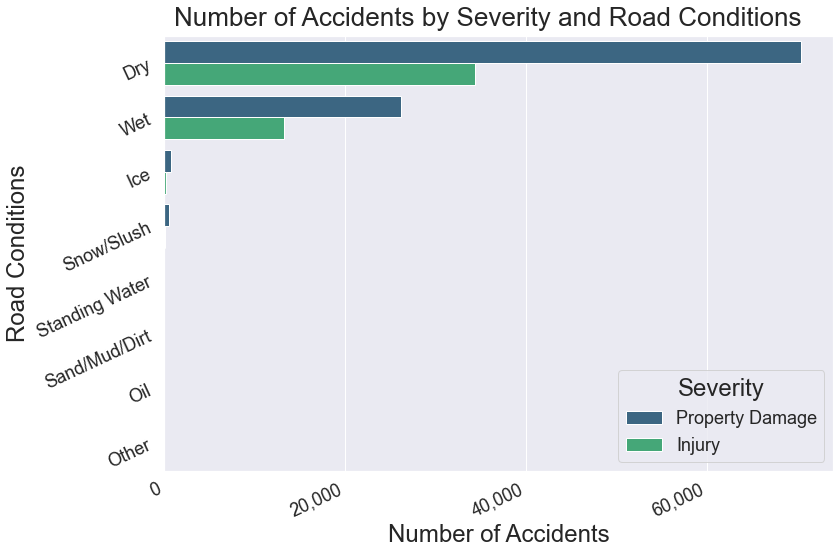 Number of Accidents by Severity and Road Conditions
Road Conditions
Dry
Wet
Ice
Snow/Slush
Standing Water
Sand/Mud/Dirt
Oil
Other
Severity
Property Damage
Injury
0
20,000
40,000
60,000
Number of Accidents